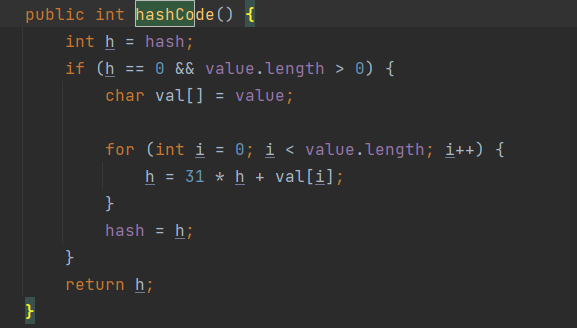 public int hashCode() {
int h = hash;
if (h == 0 && value.length > 0) {
char val[] = value;
for (int i = 0; i < value.length; i++) {
h = 31 * h + val[i];
}
hash = h;
}
return h;
}